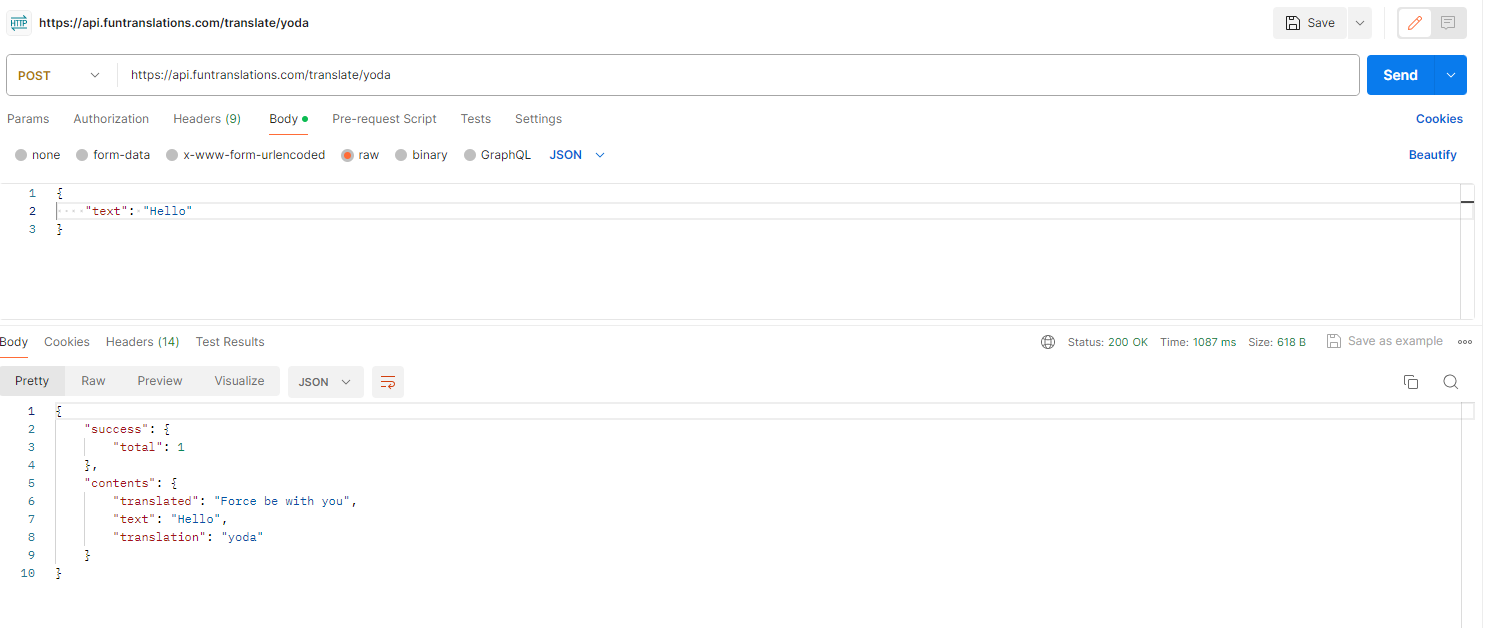 HTTP https://api.funtranslations.com/translate/yoda Save
POST https://api.funtranslations.com/translate/yoda Send
Params Authorization Headers (9) Body Pre-request Script Tests Settings Cookies
none form-data x-www-form-urlencoded raw binary GraphQL JSON Beautify
1 {
2 "text": "Hello"
3 }
Body Cookies Headers (14) Test Results Status: 200 OK Time: 1087 ms Size: 618 B Save as example
Pretty Raw Preview Visualize JSON
1 {
2 "success": {
3 "total": 1
4 },
5 "contents": {
6 "translated": "Force be with you",
7 "text": "Hello",
8 "translation": "yoda"
9 }
10 }